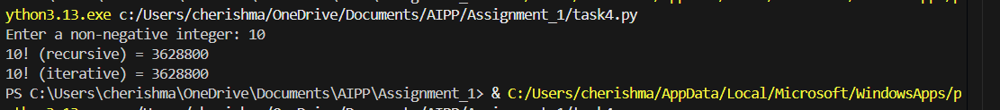 ython3.13.exe c:/Users/cherishma/OneDrive/Documents/AIPP/Assignment_1/task4.py
Enter a non-negative integer: 10
10! (recursive) = 3628800
10! (iterative) = 3628800
PS C:\Users\cherishma\OneDrive\Documents\AIPP\Assignment_1> & C:/Users/cherishma/AppData/Local/Microsoft/WindowsApps/p